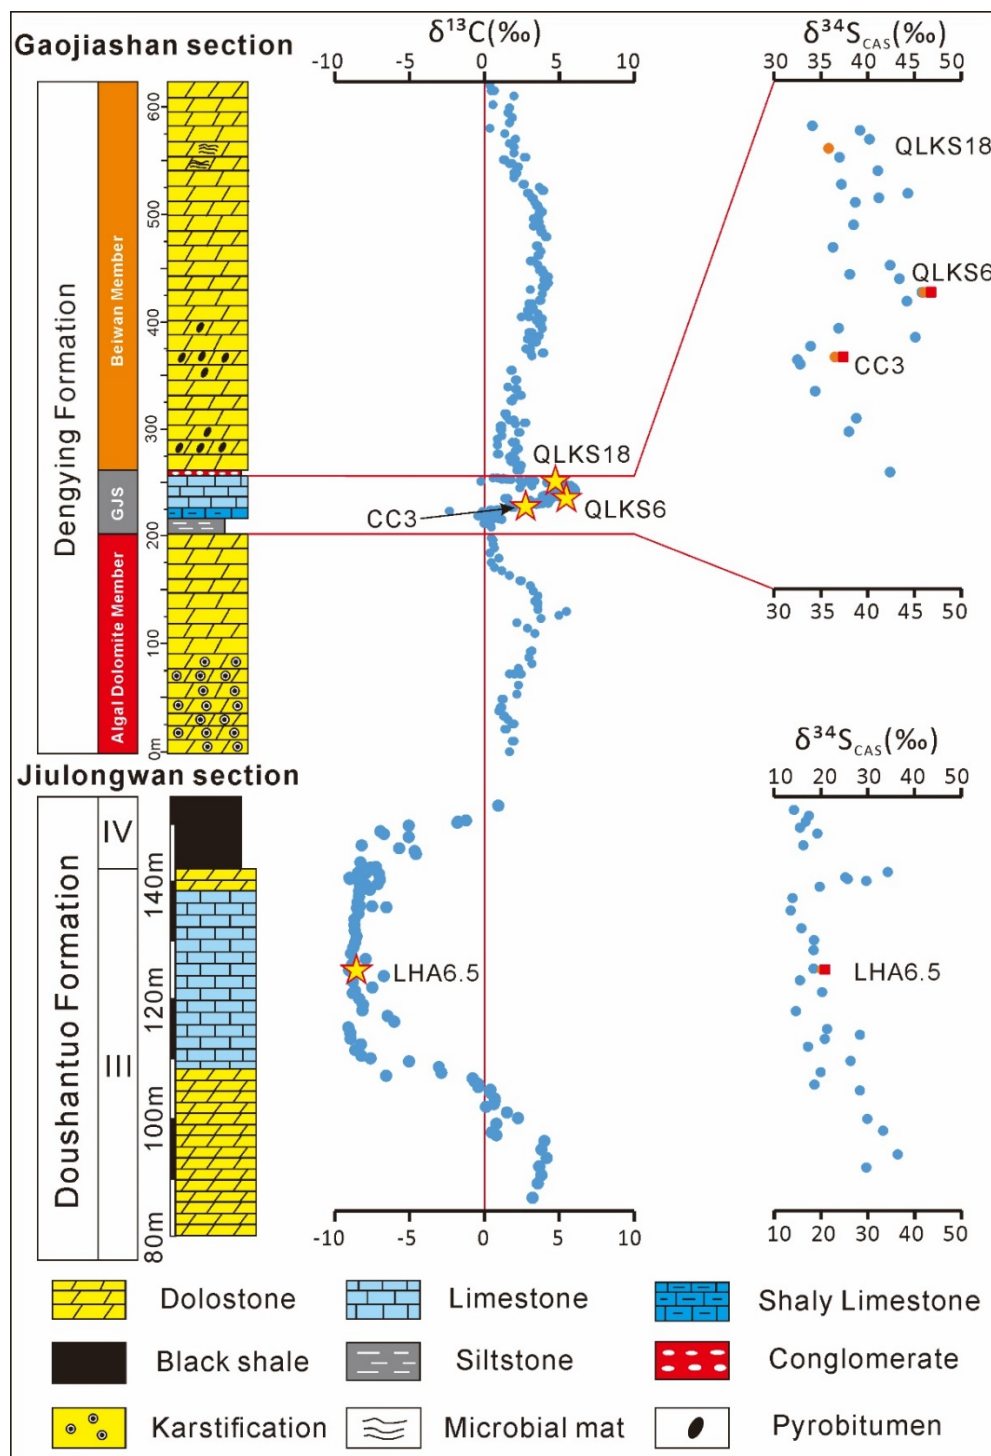 Gaojiashan section
δ¹³C(‰)
-10 -5 0 5 10
δ³⁴S_CAS(‰)
30 35 40 45 50
Dengying Formation
Beiwan Member
GJS
Algal Dolomite Member
600
500
400
300
200
100
0m
QLKS18
QLKS6
CC3
QLKS18
QLKS6
CC3
30 35 40 45 50
Jiulongwan section
δ³⁴S_CAS(‰)
10 20 30 40 50
Doushantuo Formation
IV
III
140m
120m
100m
80m
LHA6.5
LHA6.5
-10 -5 0 5 10
10 20 30 40 50
Dolostone
Limestone
Shaly Limestone
Black shale
Siltstone
Conglomerate
Karstification
Microbial mat
Pyrobitumen